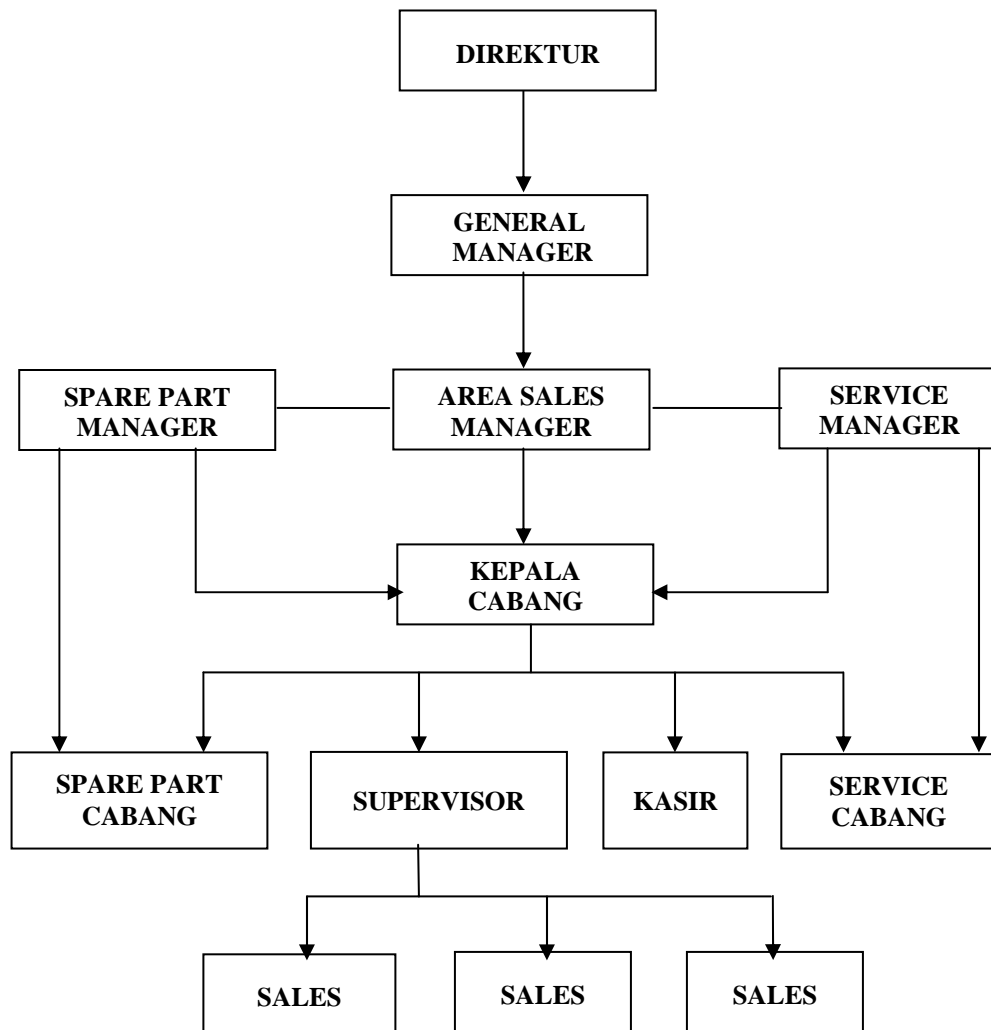 DIREKTUR
GENERAL
MANAGER
SPARE PART
MANAGER
AREA SALES
MANAGER
SERVICE
MANAGER
KEPALA
CABANG
SPARE PART
CABANG
SUPERVISOR
KASIR
SERVICE
CABANG
SALES
SALES
SALES